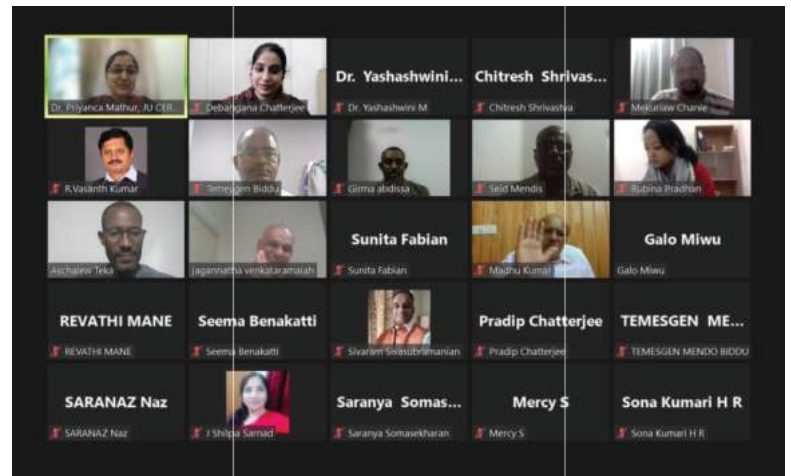 Dr. Priyanca Mathur, JU CER...
Debangana Chatterjee
Dr. Yashashwini...
Dr. Yashashwini M
Chitresh Shrivas...
Chitresh Shrivastva
Mekuriaw Chanie
R.Vasanth Kumar
Temesgen Biddu
Girma abdissa
Seid Mendis
Rubina Pradhan
Aschalew Teka
jagannatha venkataramaiah
Sunita Fabian
Sunita Fabian
Madhu Kumar
Galo Miwu
Galo Miwu
REVATHI MANE
REVATHI MANE
Seema Benakatti
Seema Benakatti
Sivaram Sivasubramanian
Pradip Chatterjee
Pradip Chatterjee
TEMESGEN ME...
TEMESGEN MENDO BIDDU
SARANAZ Naz
SARANAZ Naz
J Shilpa Samad
Saranya Somas...
Saranya Somasekharan
Mercy S
Mercy S
Sona Kumari H R
Sona Kumari H R